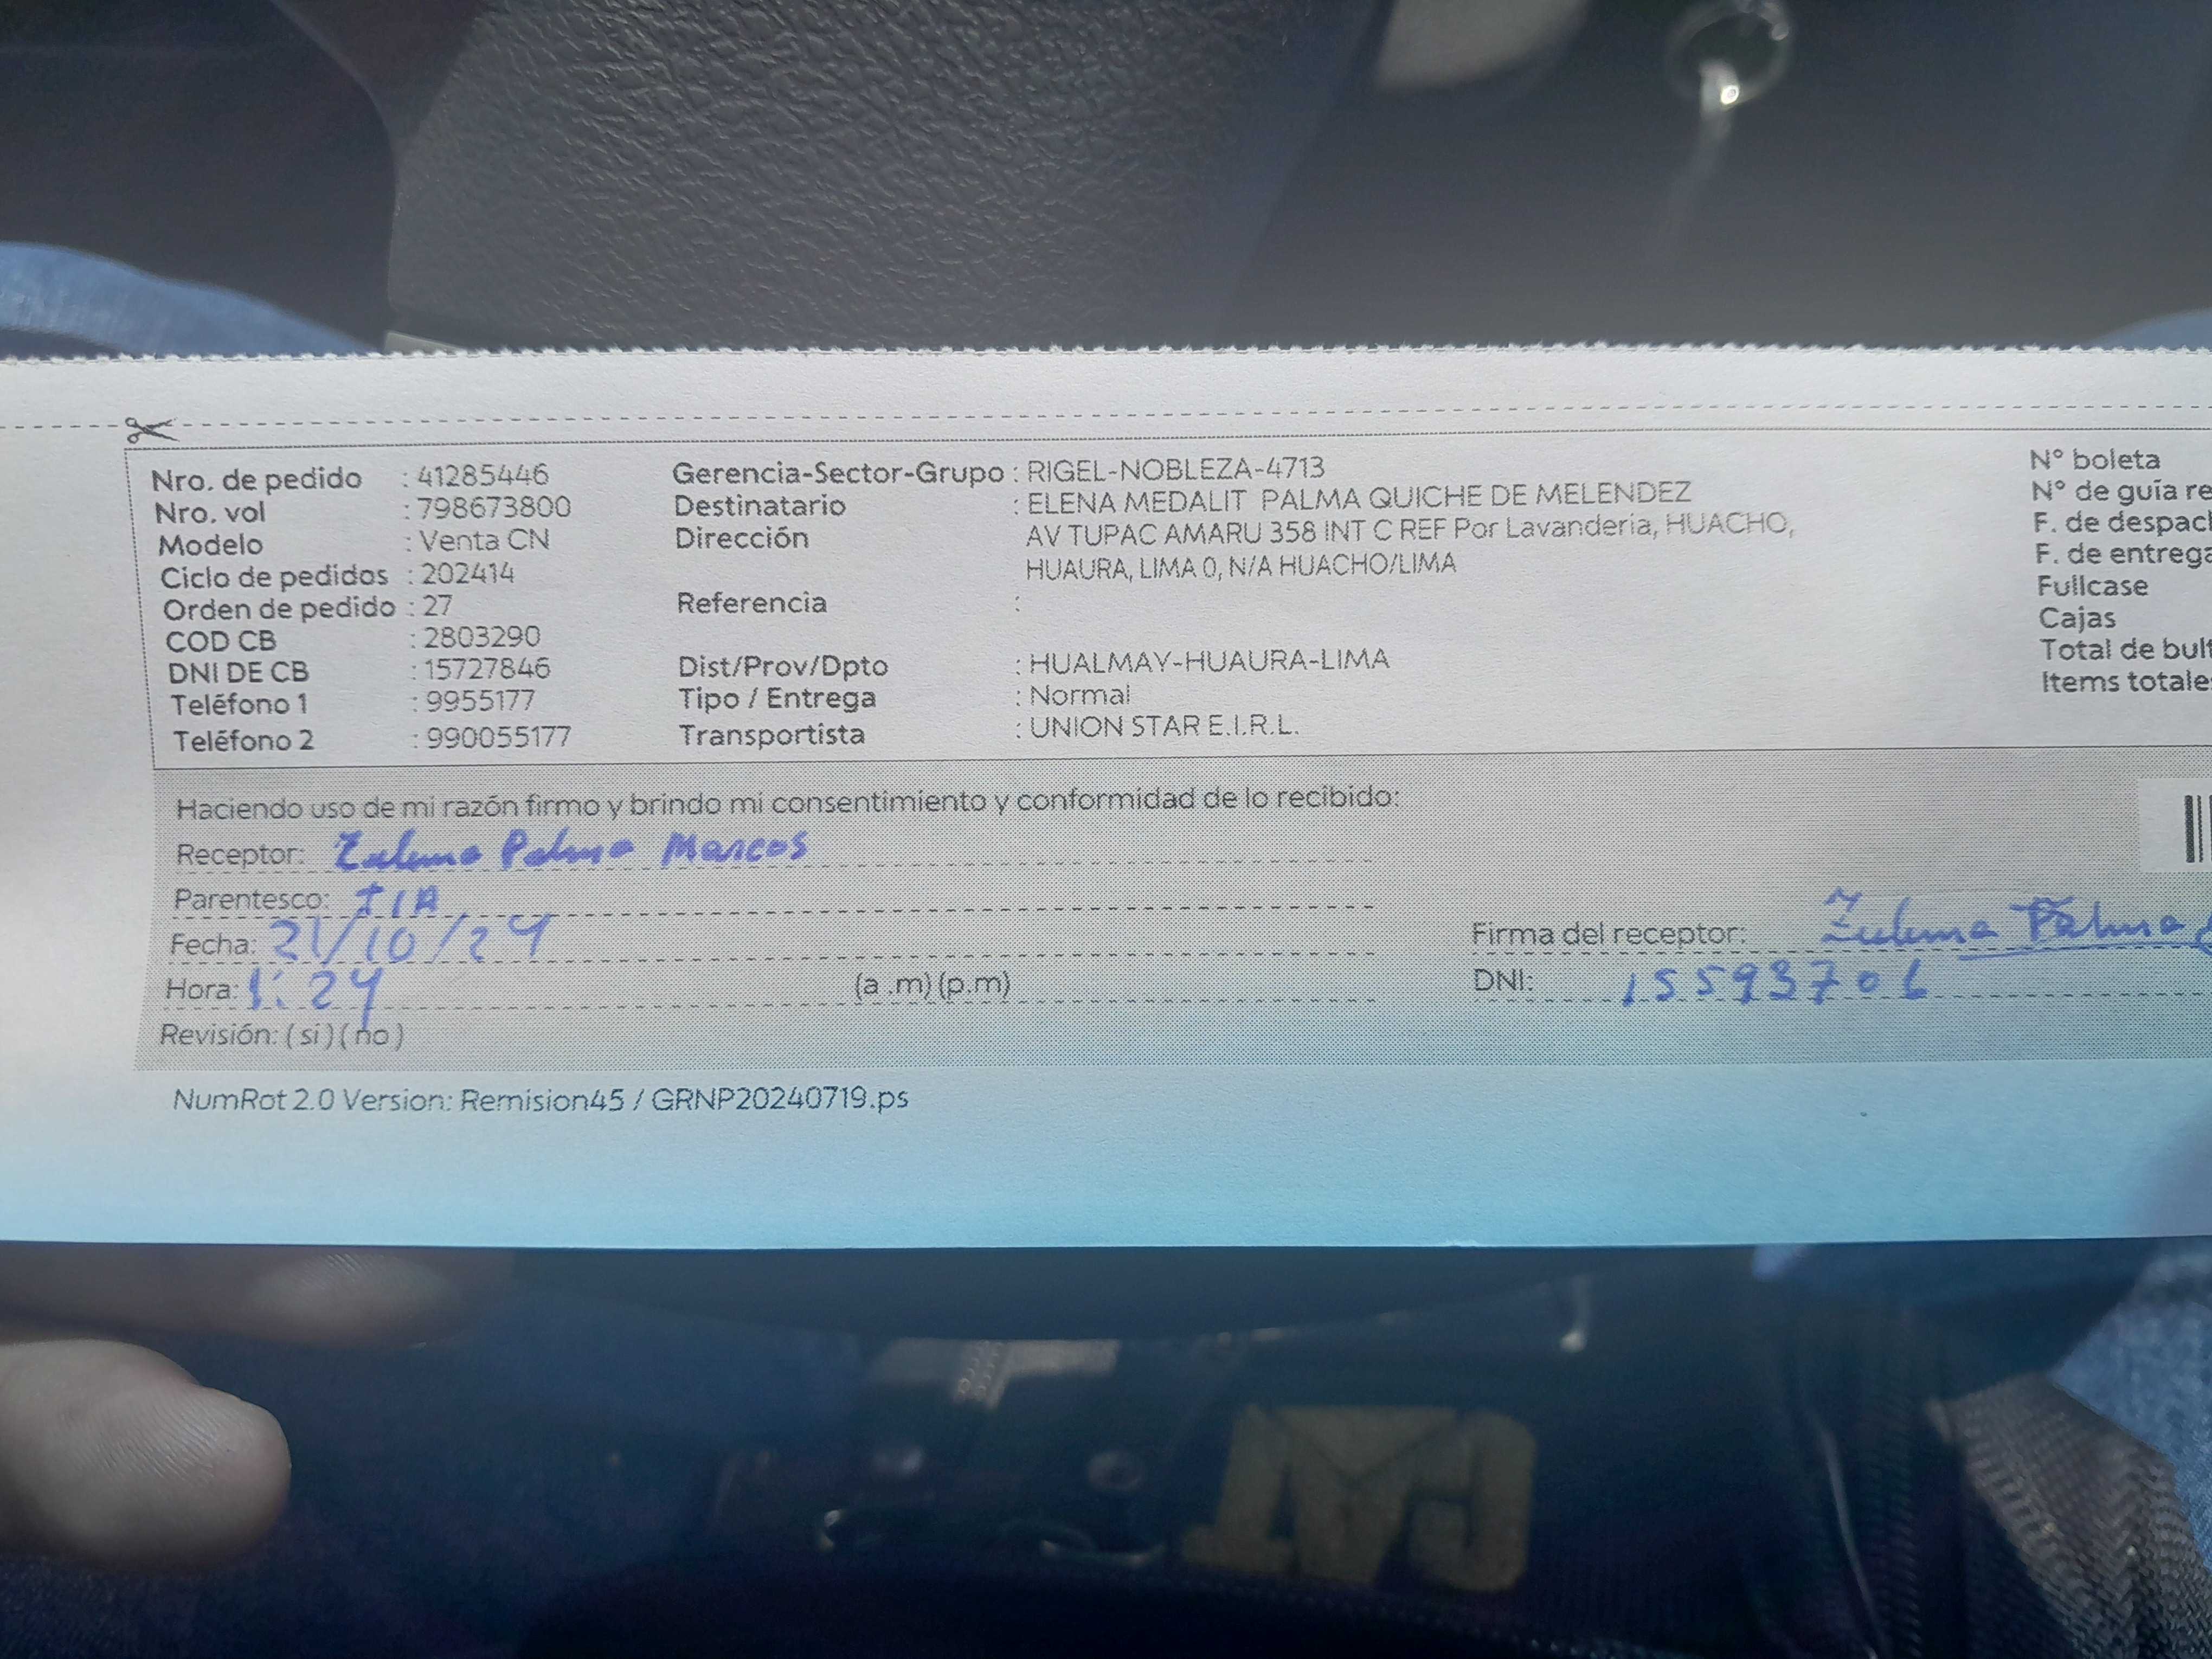 Nro. de pedido : 41285446
Nro. vol : 798673800
Modelo : Venta CN
Ciclo de pedidos : 202414
Orden de pedido : 27
COD CB : 2803290
DNI DE CB : 15727846
Teléfono 1 : 9955177
Teléfono 2 : 990055177
Gerencia-Sector-Grupo : RIGEL-NOBLEZA-4713
Destinatario : ELENA MEDALIT PALMA QUICHE DE MELENDEZ
Dirección AV TUPAC AMARU 358 INT C REF Por Lavanderia, HUACHO,
HUAURA, LIMA 0, N/A HUACHO/LIMA
Referencia :
Dist/Prov/Dpto : HUALMAY-HUAURA-LIMA
Tipo / Entrega : Normal
Transportista : UNION STAR E.I.R.L.
N° boleta
N° de guía re
F. de despach
F. de entrega
Fullcase
Cajas
Total de bult
Items totales
Haciendo uso de mi razón firmo y brindo mi consentimiento y conformidad de lo recibido:
Receptor: Zulema Palma Marcos
Parentesco: TIA
Fecha: 21/10/24
Hora: 1:24 (a .m) (p.m)
Revisión: ( si ) ( no )
Firma del receptor: Zulema Palma
DNI: 15593706
NumRot 2.0 Version: Remision45 / GRNP20240719.ps
CAT